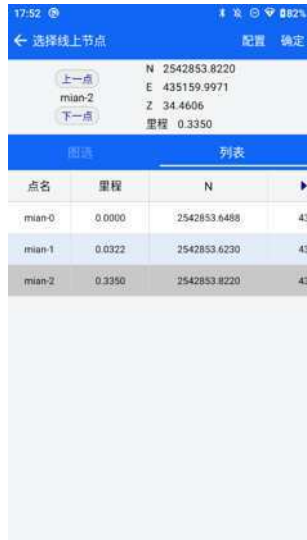 17:52 82%
选择线上节点 配置 确定
上一点
mian-2
下一点
N 2542853.8220
E 435159.9971
Z 34.4606
里程 0.3350
图选 列表
点名 里程 N
mian-0 0.0000 2542853.6488 43
mian-1 0.0322 2542853.6230 43
mian-2 0.3350 2542853.8220 43